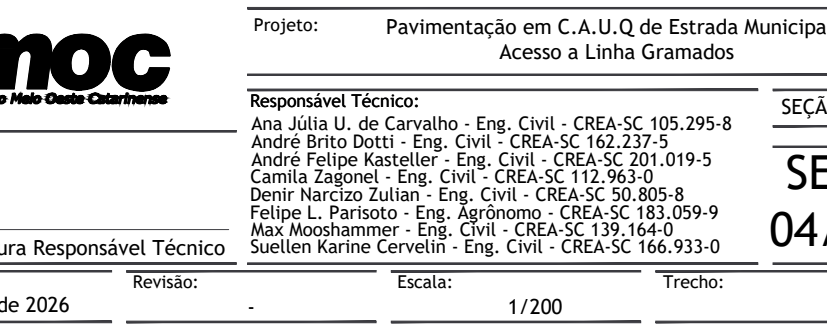 Projeto: Pavimentação em C.A.U.Q de Estrada Municipa
Acesso a Linha Gramados
moc
Meio Oeste Catarinense
Responsável Técnico:
Ana Júlia U. de Carvalho - Eng. Civil - CREA-SC 105.295-8
André Brito Dotti - Eng. Civil - CREA-SC 162.237-5
André Felipe Kasteller - Eng. Civil - CREA-SC 201.019-5
Camila Zagonel - Eng. Civil - CREA-SC 112.963-0
Denir Narcizo Zulian - Eng. Civil - CREA-SC 50.805-8
Felipe L. Parisoto - Eng. Agrônomo - CREA-SC 183.059-9
Max Mooshammer - Eng. Civil - CREA-SC 139.164-0
Suellen Karine Cervelin - Eng. Civil - CREA-SC 166.933-0
SEÇÃ
SE
04/
ura Responsável Técnico
Revisão: Escala: Trecho:
de 2026 - 1/200